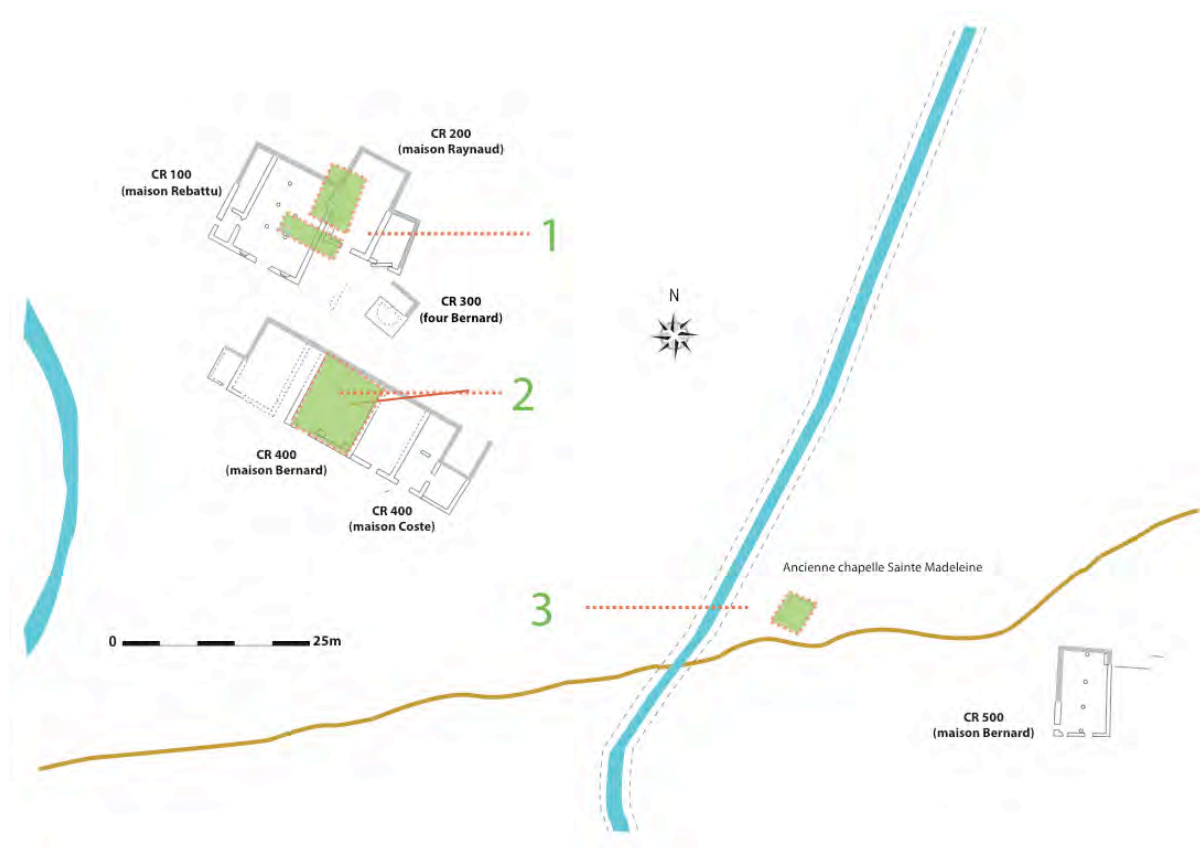 CR 200
(maison Raynaud)
CR 100
(maison Rebattu)
1
CR 300
(four Bernard)
N
2
CR 400
(maison Bernard)
CR 400
(maison Coste)
Ancienne chapelle Sainte Madeleine
3
0 25m
CR 500
(maison Bernard)